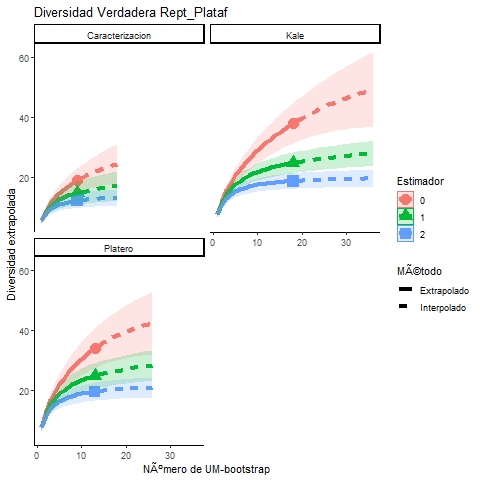 Diversidad Verdadera Rept_Plataf
Caracterizacion
Kale
60
40
20
0
10
20
30
Platero
60
40
20
0
10
20
30
Diversidad extrapolada
NÃºmero de UM-bootstrap
Estimador
0
1
2
MÃ©todo
Extrapolado
Interpolado